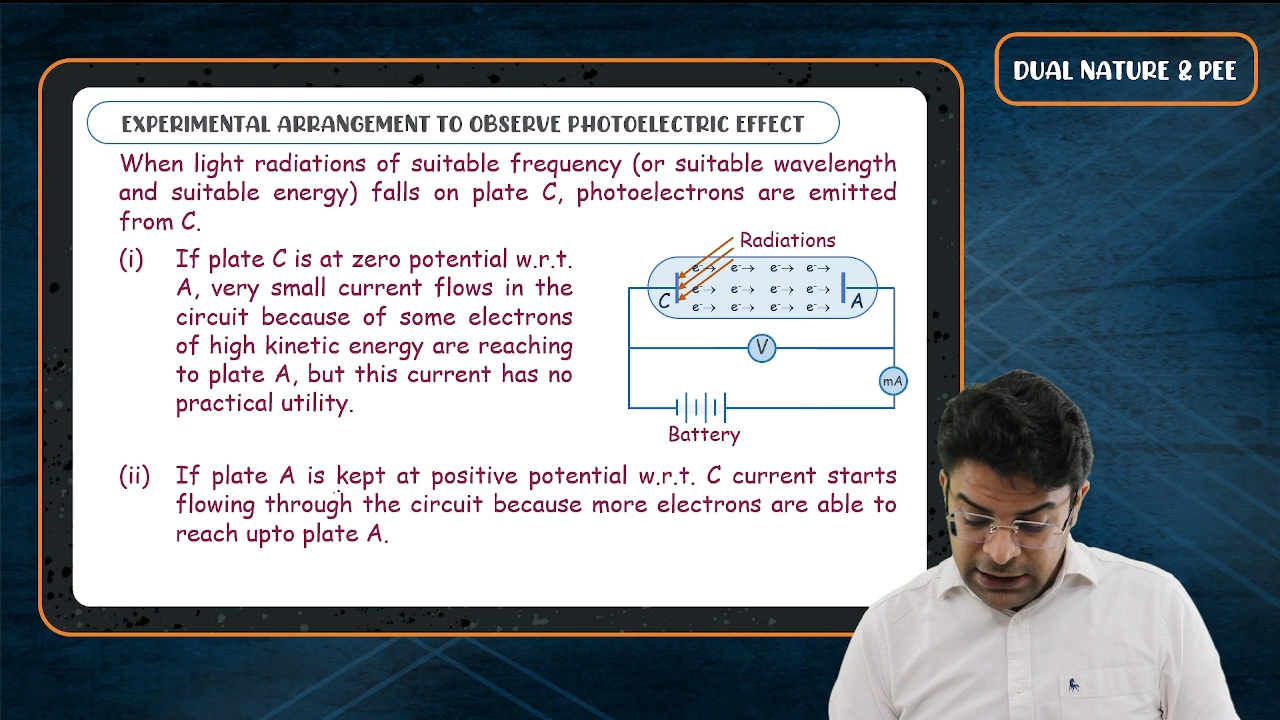 DUAL NATURE & PEE
EXPERIMENTAL ARRANGEMENT TO OBSERVE PHOTOELECTRIC EFFECT
When light radiations of suitable frequency (or suitable wavelength
and suitable energy) falls on plate C, photoelectrons are emitted
from C.
(i) If plate C is at zero potential w.r.t.
A, very small current flows in the
circuit because of some electrons
of high kinetic energy are reaching
to plate A, but this current has no
practical utility.
Radiations
e⁻→ e⁻→ e⁻→ e⁻→
e⁻→ e⁻→ e⁻→ e⁻→
C A
e⁻→ e⁻→ e⁻→ e⁻→
V
mA
Battery
(ii) If plate A is kept at positive potential w.r.t. C current starts
flowing through the circuit because more electrons are able to
reach upto plate A.